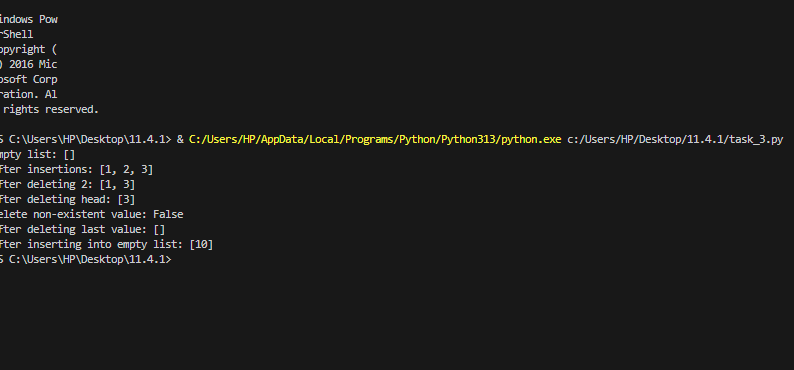 indows Pow
rShell
opyright (
) 2016 Mic
osoft Corp
ration. Al
rights reserved.
S C:\Users\HP\Desktop\11.4.1> & C:/Users/HP/AppData/Local/Programs/Python/Python313/python.exe c:/Users/HP/Desktop/11.4.1/task_3.py
mpty list: []
fter insertions: [1, 2, 3]
fter deleting 2: [1, 3]
fter deleting head: [3]
elete non-existent value: False
fter deleting last value: []
fter inserting into empty list: [10]
S C:\Users\HP\Desktop\11.4.1>